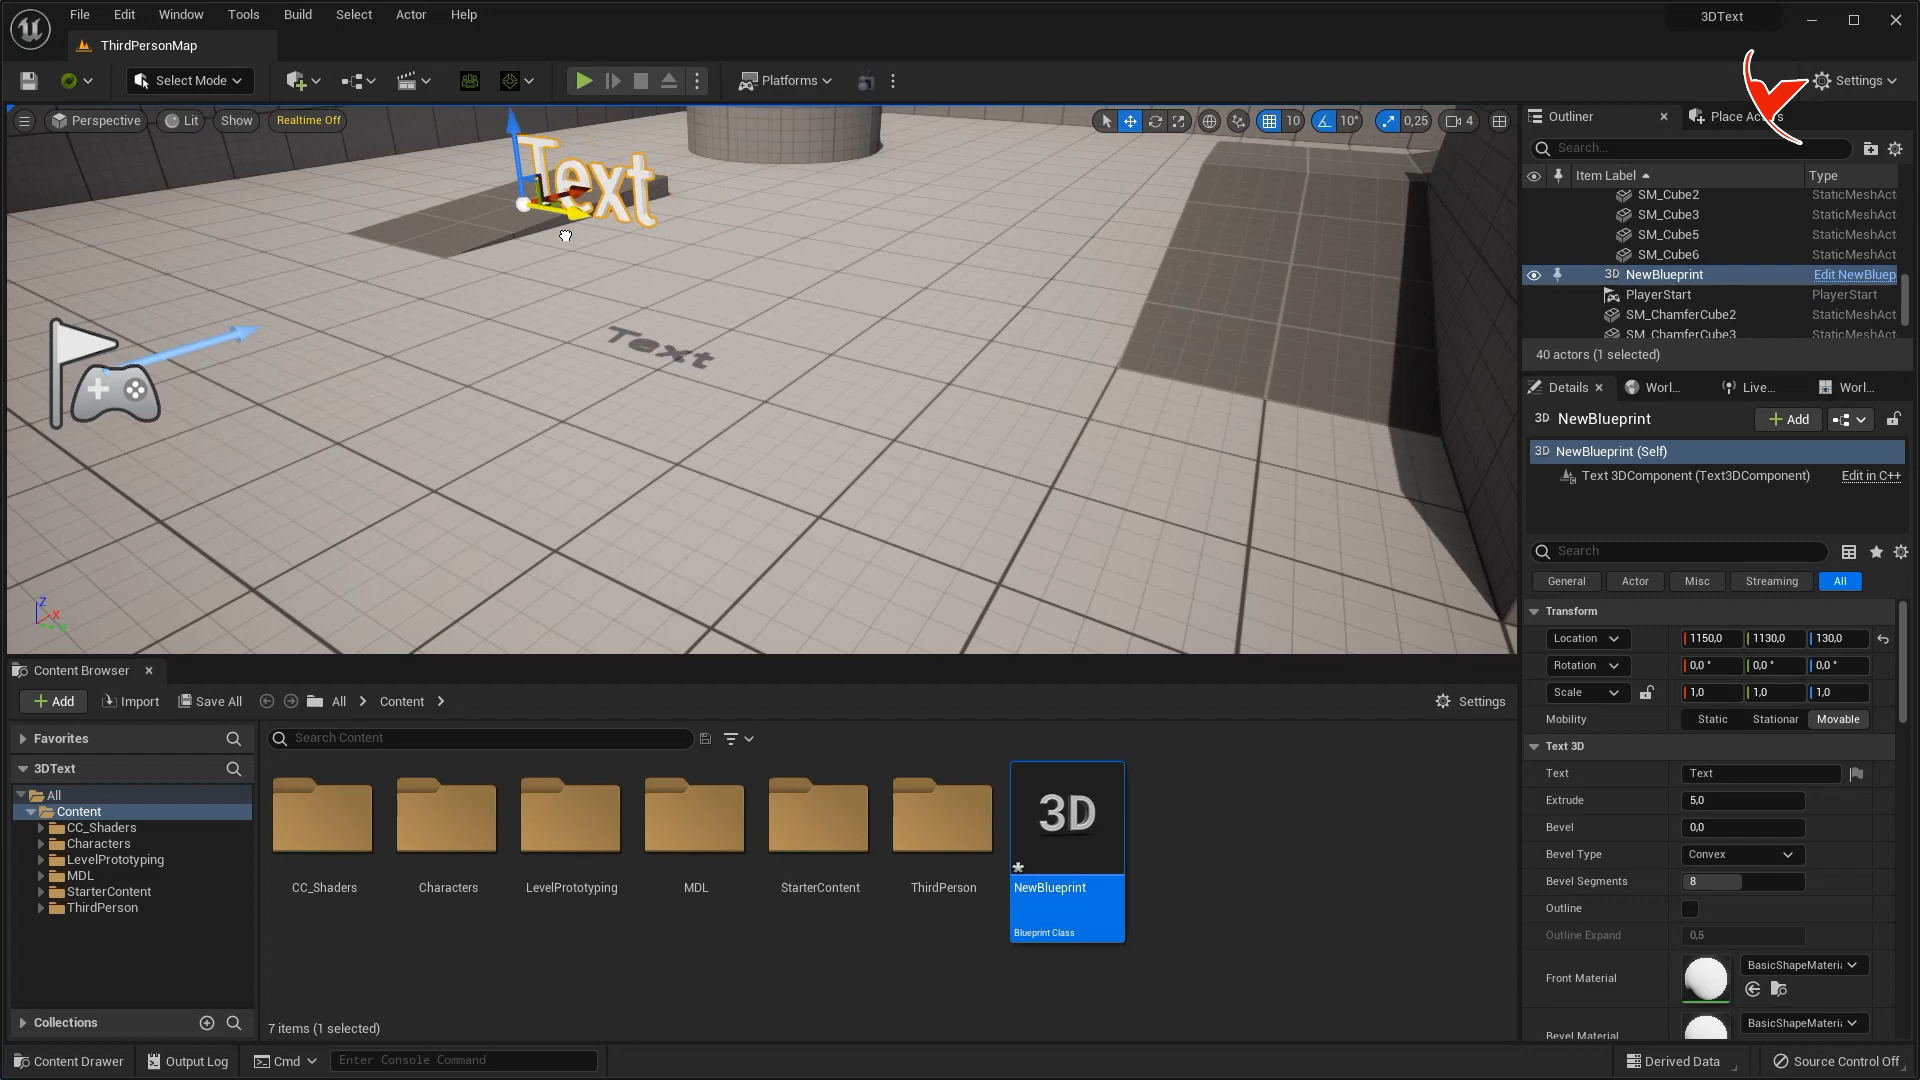 File Edit Window Tools Build Select Actor Help
3DText
ThirdPersonMap
Select Mode
Platforms
Settings
Perspective Lit Show Realtime Off
10 10° 0,25 4
Text
Text
Outliner
Place
Search...
Item Label Type
SM_Cube2 StaticMeshAct
SM_Cube3 StaticMeshAct
SM_Cube5 StaticMeshAct
SM_Cube6 StaticMeshAct
3D NewBlueprint Edit NewBluep
PlayerStart PlayerStart
SM_ChamferCube2 StaticMeshAct
SM_ChamferCube3 StaticMeshAct
40 actors (1 selected)
Details Worl... Live... Worl...
3D NewBlueprint Add
3D NewBlueprint (Self)
Text 3DComponent (Text3DComponent) Edit in C++
Search
General Actor Misc Streaming All
Transform
Location 1150,0 1130,0 130,0
Rotation 0,0 ° 0,0 ° 0,0 °
Scale 1,0 1,0 1,0
Mobility Static Stationar Movable
Text 3D
Text Text
Extrude 5,0
Bevel 0,0
Bevel Type Convex
Bevel Segments 8
Outline
Outline Expand 0,5
Front Material BasicShapeMateri
Bevel Material BasicShapeMateri
Z X
Content Browser
Add Import Save All All Content Settings
Favorites
Search Content
3DText
All
Content
CC_Shaders
Characters
LevelPrototyping
MDL
StarterContent
ThirdPerson
3D
CC_Shaders Characters LevelPrototyping MDL StarterContent ThirdPerson NewBlueprint
Blueprint Class
Collections
7 items (1 selected)
Content Drawer Output Log Cmd Enter Console Command Derived Data Source Control Off